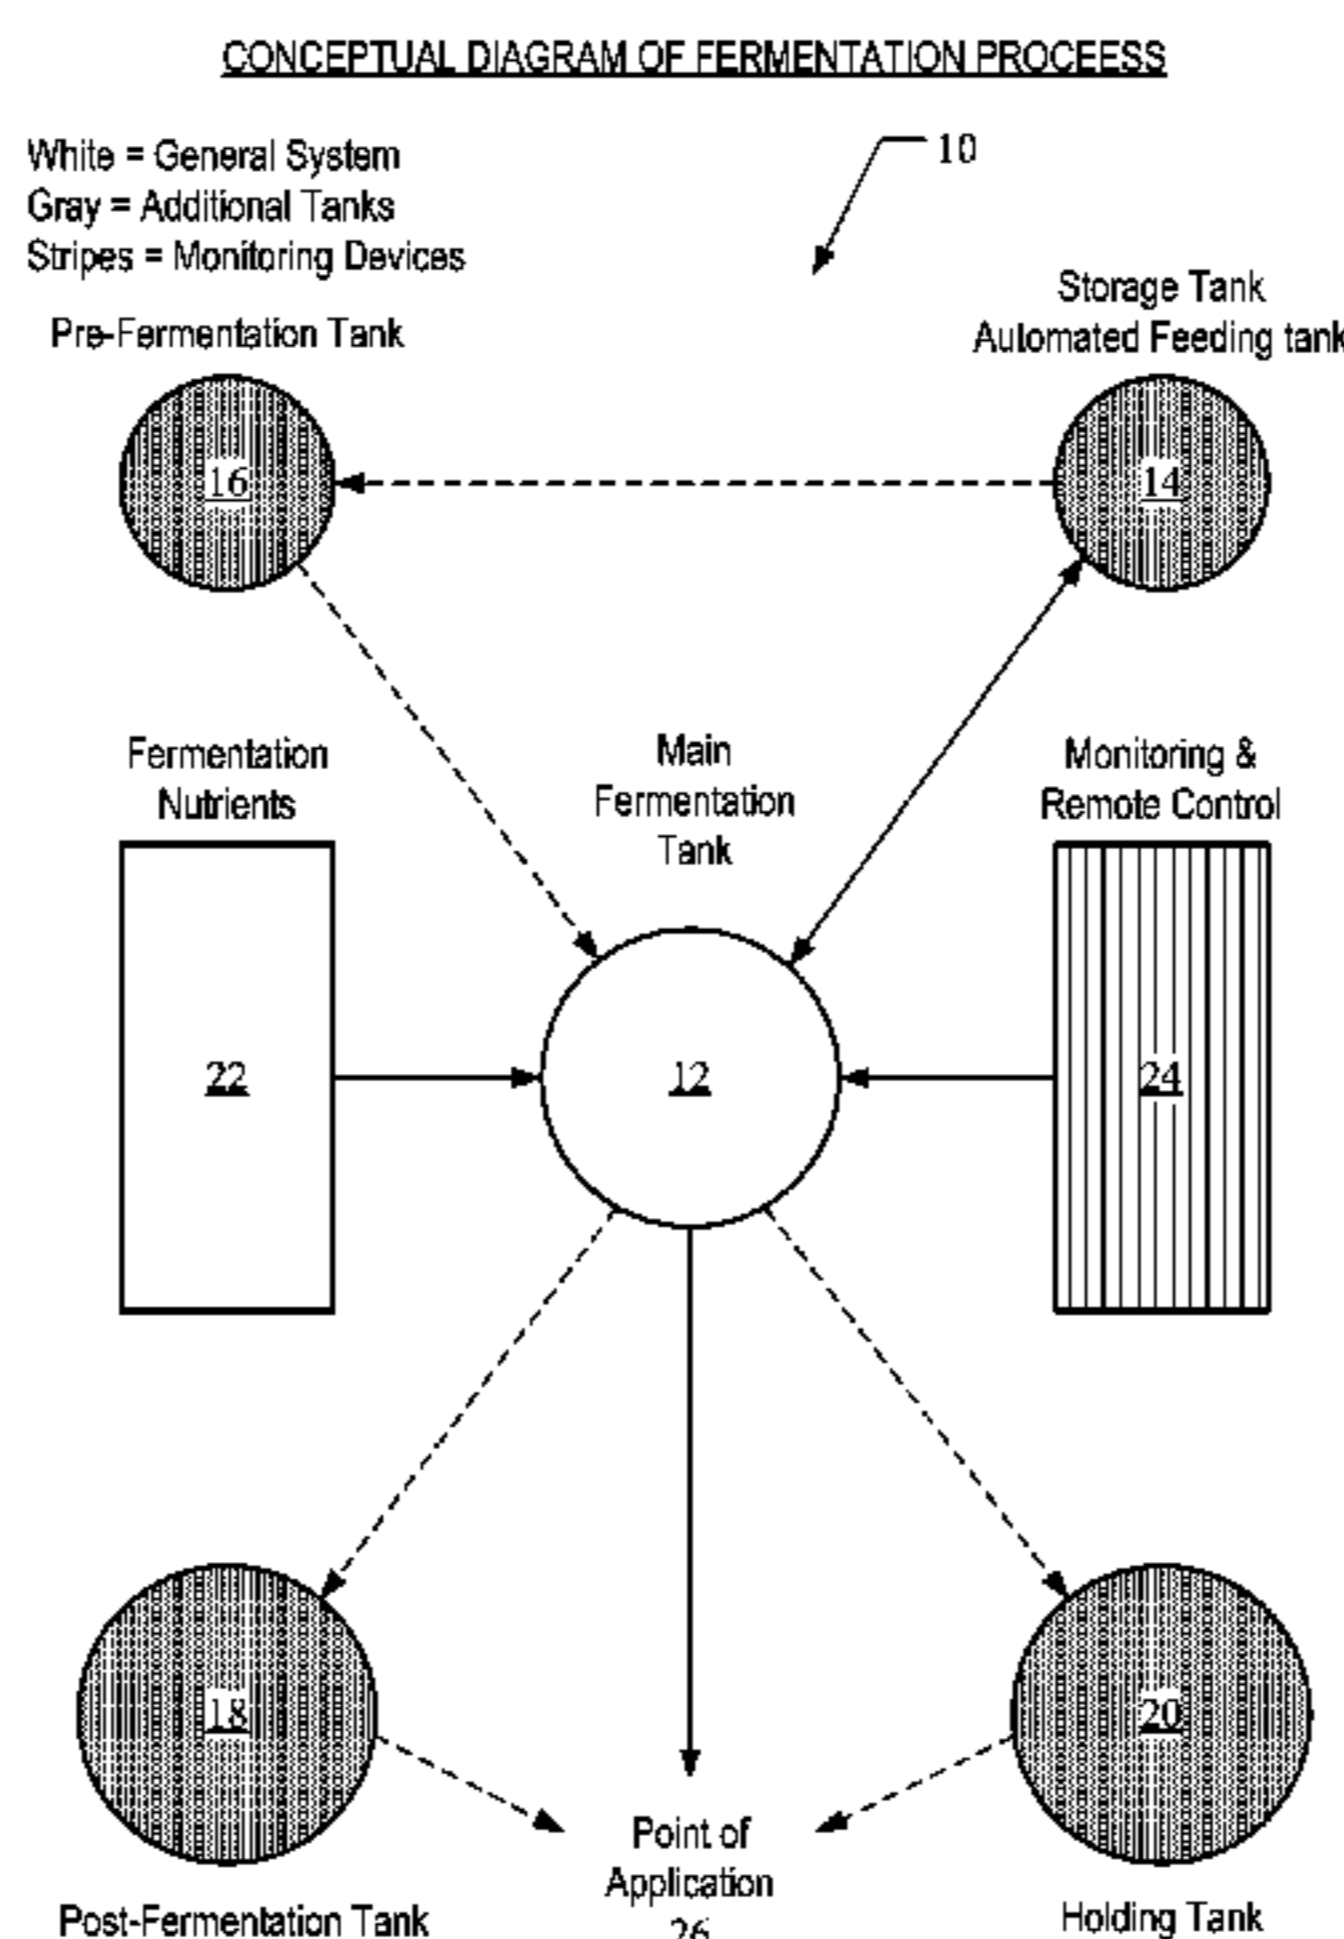 CONCEPTUAL DIAGRAM OF FERMENTATION PROCEESS
10
White = General System
Gray = Additional Tanks
Stripes = Monitoring Devices
Pre-Fermentation Tank
Storage Tank
Automated Feeding tank
16
14
Fermentation
Nutrients
Main
Fermentation
Tank
Monitoring &
Remote Control
22
12
24
18
20
Point of
Application
26
Post-Fermentation Tank
Holding Tank